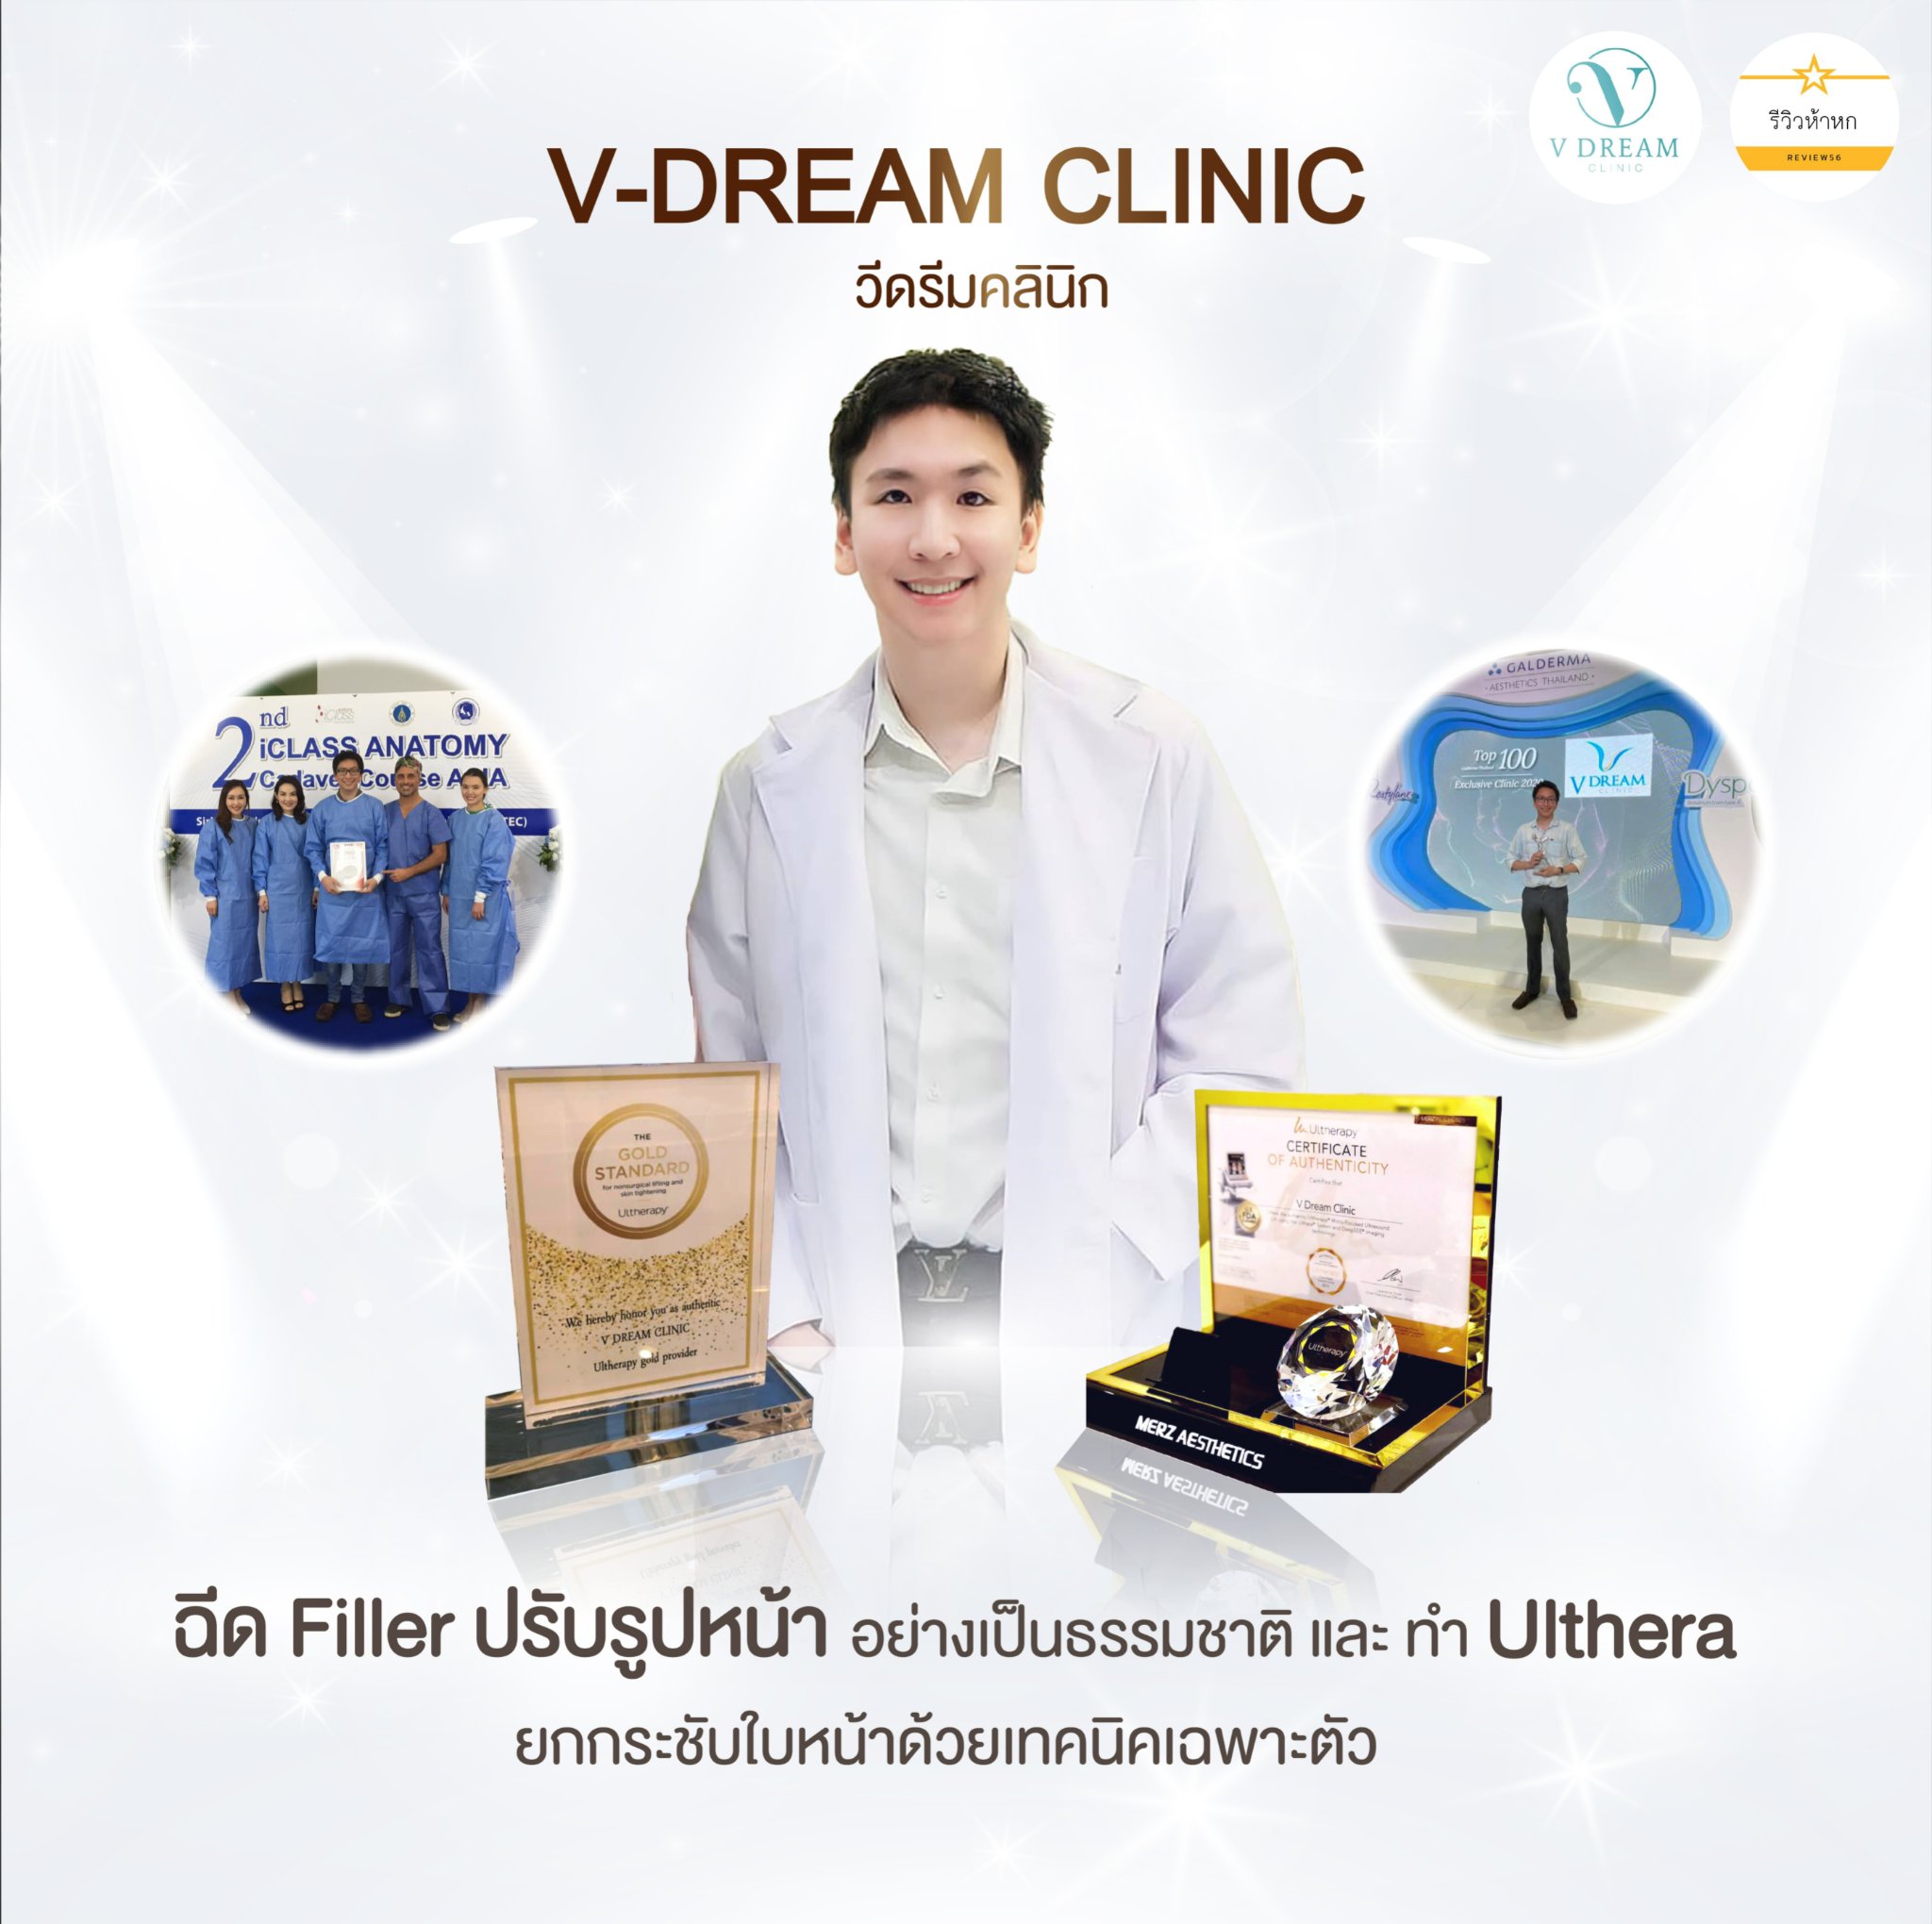 V DREAM
CLINIC
รีวิวห้าหก
REVIEW56
V-DREAM CLINIC
วีดรีมคลินิก
2nd
iCLASS
iCLASS ANATOMY
GALDERMA
AESTHETICS THAILAND
Top 100
Exclusive Clinic
V DREAM
CLINIC
THE
GOLD
STANDARD
for nonsurgical lifting and
skin tightening
Ultherapy
We hereby honor you as authentic
V DREAM CLINIC
Ultherapy gold provider
Ultherapy
CERTIFICATE
OF AUTHENTICITY
Certifies that
V Dream Clinic
Ultherapy
MERZ AESTHETICS
ฉีด Filler ปรับรูปหน้า อย่างเป็นธรรมชาติ และ ทำ Ulthera
ยกกระชับใบหน้าด้วยเทคนิคเฉพาะตัว